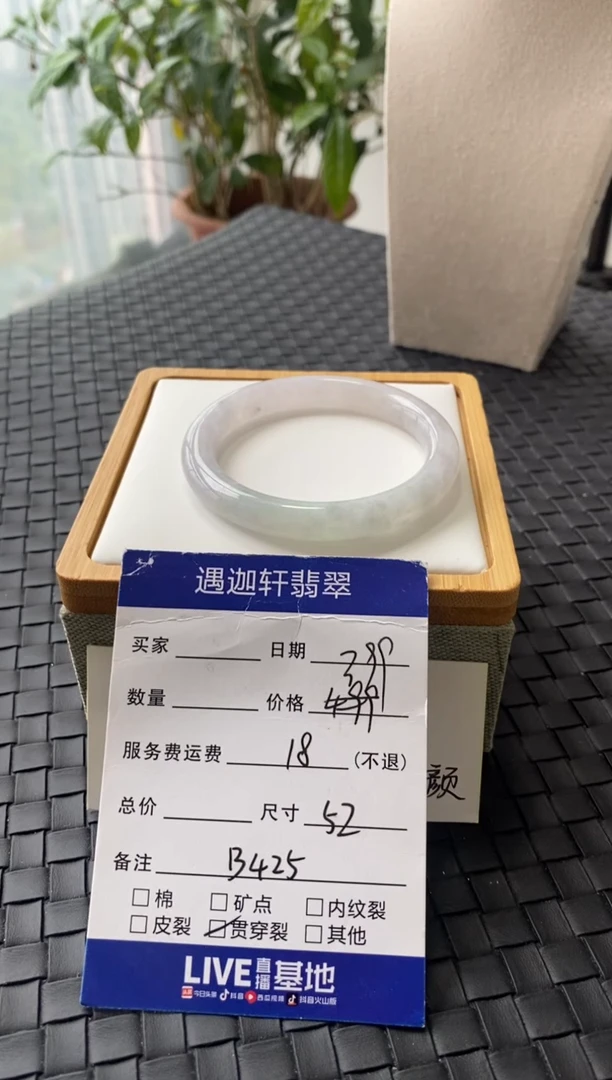 遇迦轩翡翠
买家 日期
399
数量 价格
服务费运费 18 (不退)
颜
总价 尺寸 52
备注 B425
□棉 □矿点 □内纹裂
□皮裂 □贯穿裂 □其他
LIVE直播基地
今日头条 抖音 西瓜视频 抖音火山版